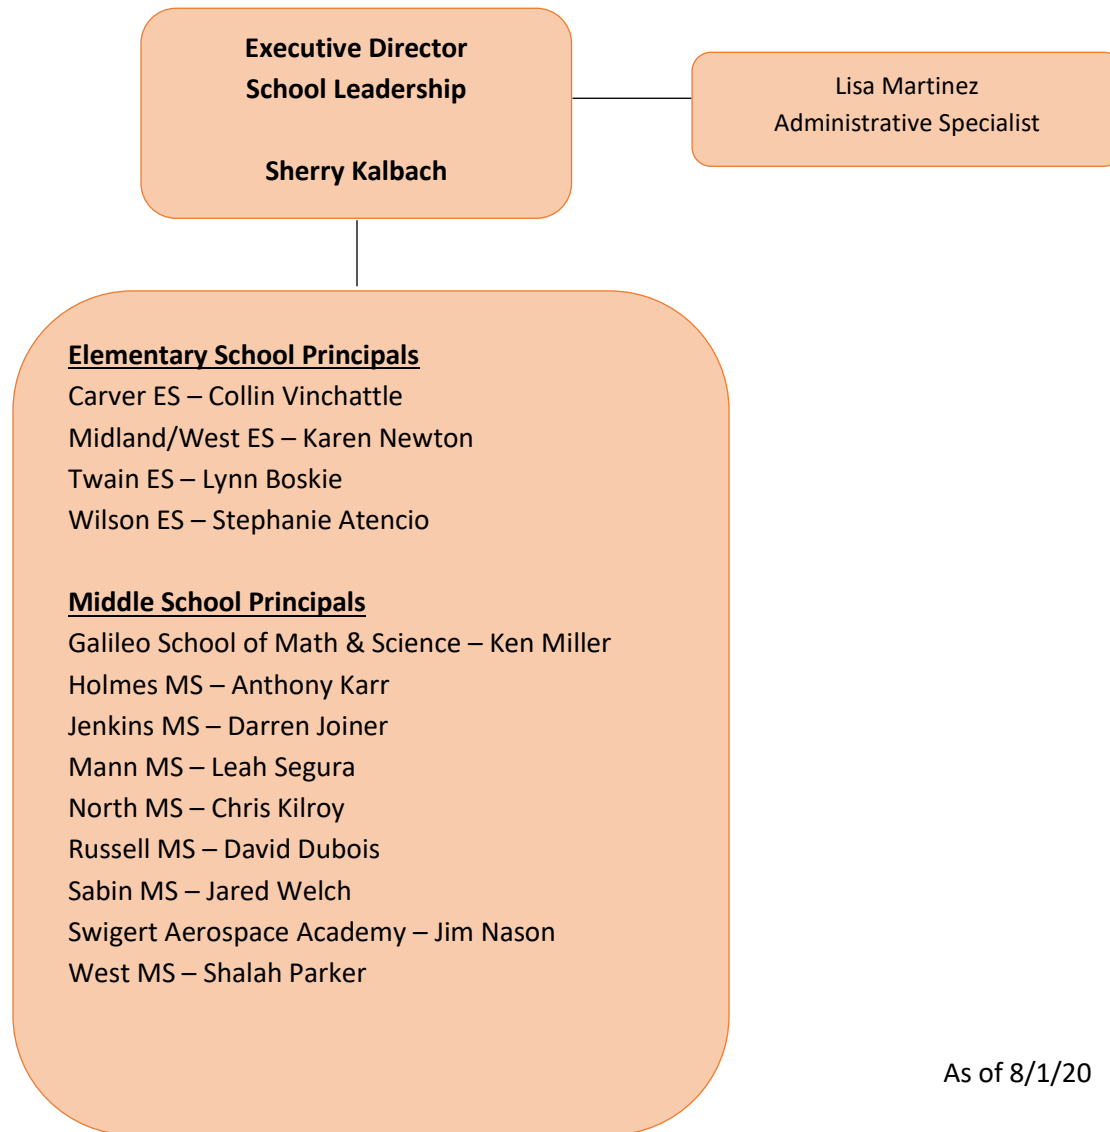 Executive Director
School Leadership
Sherry Kalbach
Lisa Martinez
Administrative Specialist
Elementary School Principals
Carver ES – Collin Vinchattle
Midland/West ES – Karen Newton
Twain ES – Lynn Boskie
Wilson ES – Stephanie Atencio
Middle School Principals
Galileo School of Math & Science – Ken Miller
Holmes MS – Anthony Karr
Jenkins MS – Darren Joiner
Mann MS – Leah Segura
North MS – Chris Kilroy
Russell MS – David Dubois
Sabin MS – Jared Welch
Swigert Aerospace Academy – Jim Nason
West MS – Shalah Parker
As of 8/1/20